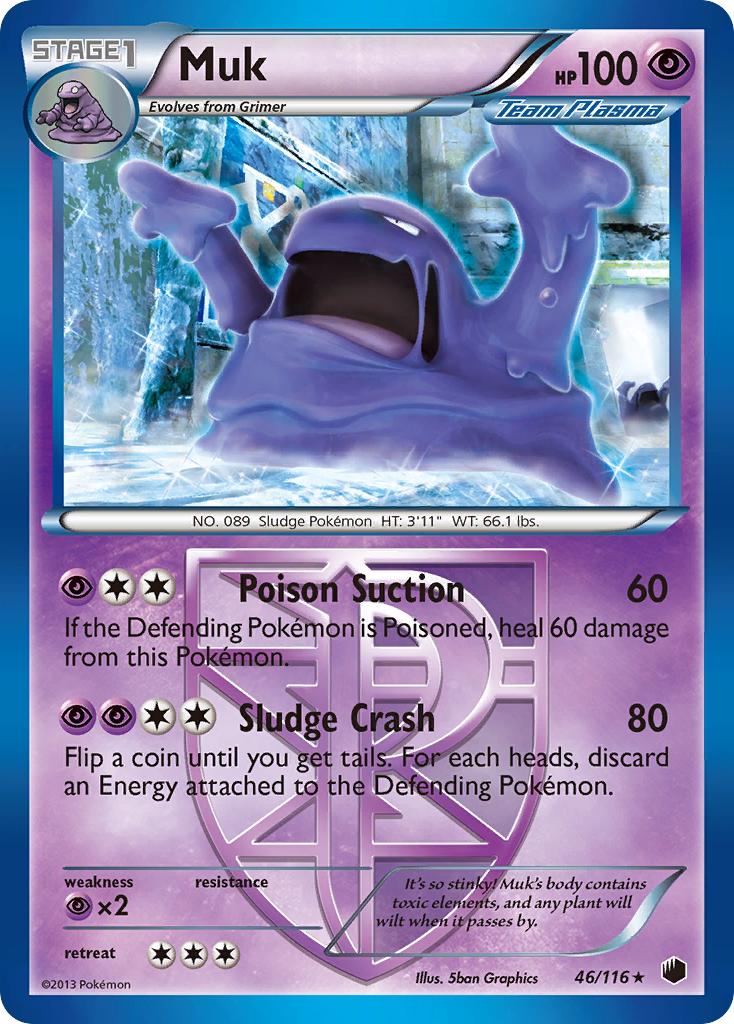 STAGE1
Muk
HP100
Evolves from Grimer
Team Plasma
NO. 089 Sludge Pokémon HT: 3'11" WT: 66.1 lbs.
Poison Suction 60
If the Defending Pokémon is Poisoned, heal 60 damage
from this Pokémon.
Sludge Crash 80
Flip a coin until you get tails. For each heads, discard
an Energy attached to the Defending Pokémon.
weakness resistance
×2
It's so stinky! Muk's body contains
toxic elements, and any plant will
wilt when it passes by.
retreat
©2013 Pokémon
Illus. 5ban Graphics 46/116 ★